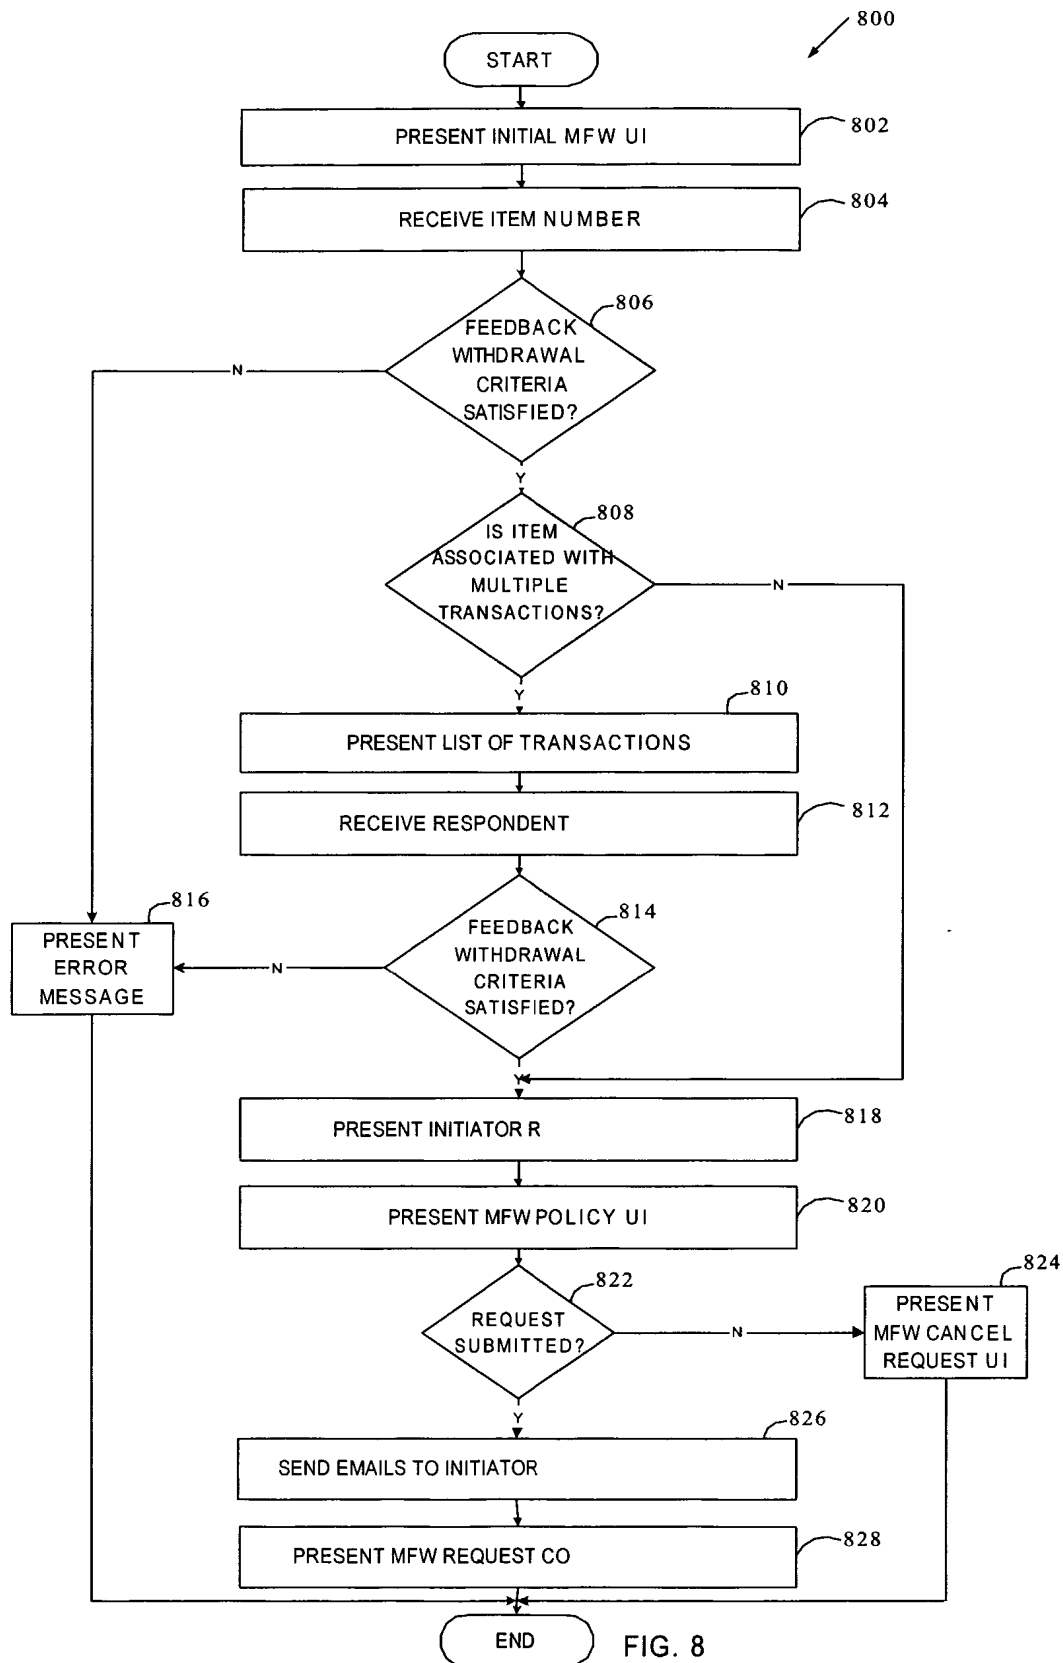 800
START
PRESENT INITIAL MFW UI
802
RECEIVE ITEM NUMBER
804
806
FEEDBACK
WITHDRAWAL
CRITERIA
SATISFIED?
N
Y
808
IS ITEM
ASSOCIATED WITH
MULTIPLE
TRANSACTIONS?
N
Y
810
PRESENT LIST OF TRANSACTIONS
RECEIVE RESPONDENT
812
816
PRESENT
ERROR
MESSAGE
814
FEEDBACK
WITHDRAWAL
CRITERIA
SATISFIED?
N
Y
PRESENT INITIATOR R
818
PRESENT MFW POLICY UI
820
822
REQUEST
SUBMITTED?
N
824
PRESENT
MFW CANCEL
REQUEST UI
Y
826
SEND EMAILS TO INITIATOR
PRESENT MFW REQUEST CO
828
END
FIG. 8